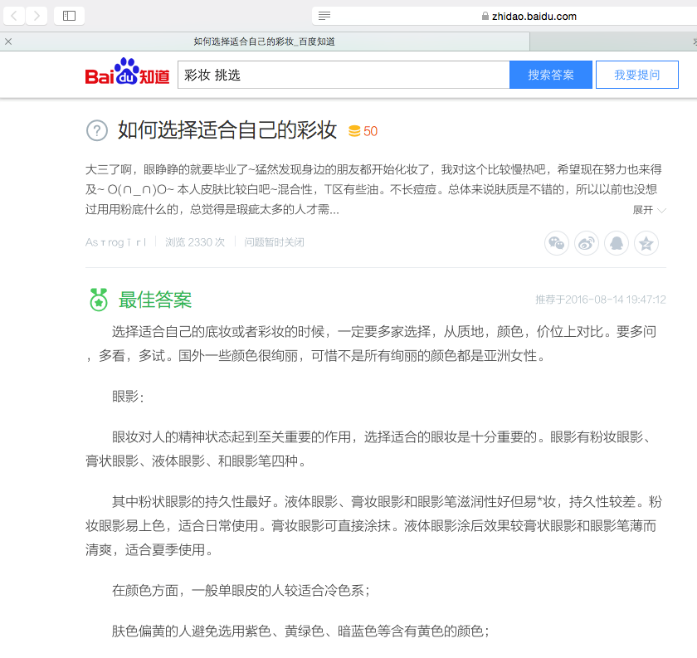 zhidao.baidu.com
如何选择适合自己的彩妆_百度知道
Bai du 知道
彩妆 挑选
搜索答案
我要提问
如何选择适合自己的彩妆
50
大三了啊，眼睁睁的就要毕业了~猛然发现身边的朋友都开始化妆了，我对这个比较慢热吧，希望现在努力也来得
及~ O(∩_∩)O~ 本人皮肤比较白吧~混合性，T区有些油。不长痘痘。总体来说肤质是不错的，所以以前也没想
过用用粉底什么的，总觉得是瑕疵太多的人才需...
展开
浏览 2330 次
问题暂时关闭
最佳答案
推荐于2016-08-14 19:47:12
选择适合自己的底妆或者彩妆的时候，一定要多家选择，从质地，颜色，价位上对比。要多问
，多看，多试。国外一些颜色很绚丽，可惜不是所有绚丽的颜色都是亚洲女性。
眼影：
眼妆对人的精神状态起到至关重要的作用，选择适合的眼妆是十分重要的。眼影有粉妆眼影、
膏状眼影、液体眼影、和眼影笔四种。
其中粉状眼影的持久性最好。液体眼影、膏妆眼影和眼影笔滋润性好但易*妆，持久性较差。粉
妆眼影易上色，适合日常使用。膏妆眼影可直接涂抹。液体眼影涂后效果较膏状眼影和眼影笔薄而
清爽，适合夏季使用。
在颜色方面，一般单眼皮的人较适合冷色系；
肤色偏黄的人避免选用紫色、黄绿色、暗蓝色等含有黄色的颜色；